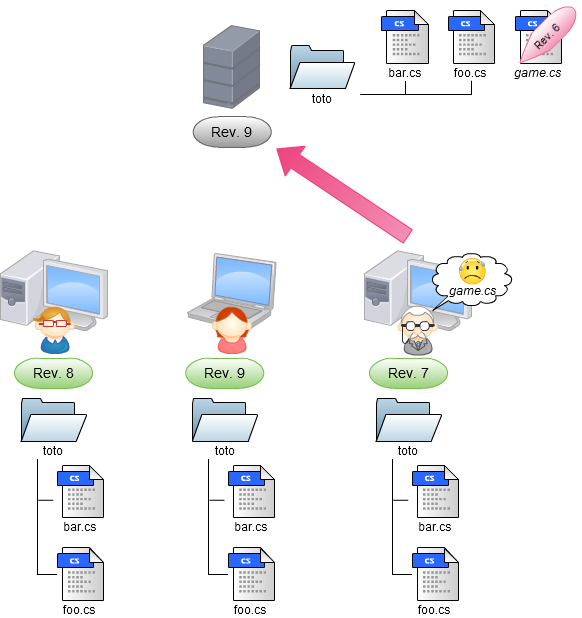 cs
cs
cs
Rev. 6
bar.cs
foo.cs
game.cs
toto
Rev. 9
game.cs
Rev. 8
Rev. 9
Rev. 7
toto
toto
toto
cs
cs
cs
bar.cs
bar.cs
bar.cs
cs
cs
cs
foo.cs
foo.cs
foo.cs